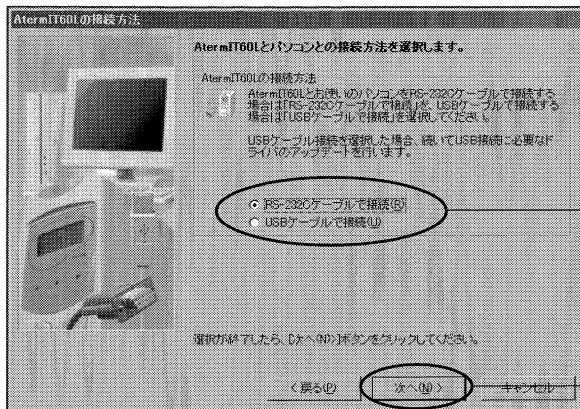 AtermIT60Lの接続方法
AtermIT60Lとパソコンとの接続方法を選択します。
AtermIT60Lの接続方法
AtermIT60Lとお使いのパソコンをRS-232Cケーブルで接続する
場合は「RS-232Cケーブルで接続」を、USBケーブルで接続する
場合は「USBケーブルで接続」を選択してください。
USBケーブル接続を選択した場合、続いてUSB接続に必要なド
ライバのアップデートを行います。
RS-232Cケーブルで接続(R)
USBケーブルで接続(U)
選択が終了したら、[次へ(N)>]ボタンをクリックしてください。
< 戻る(P)
次へ(N) >
キャンセル